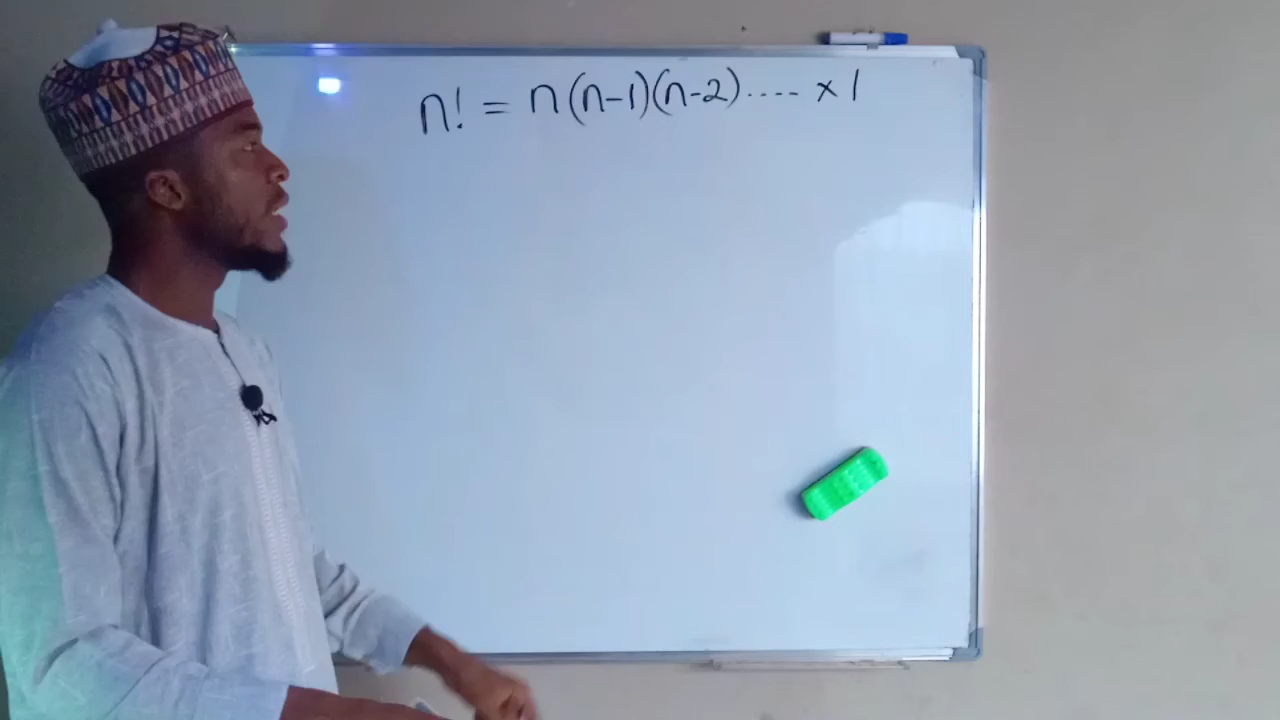 n! = n(n-1)(n-2)..... x 1